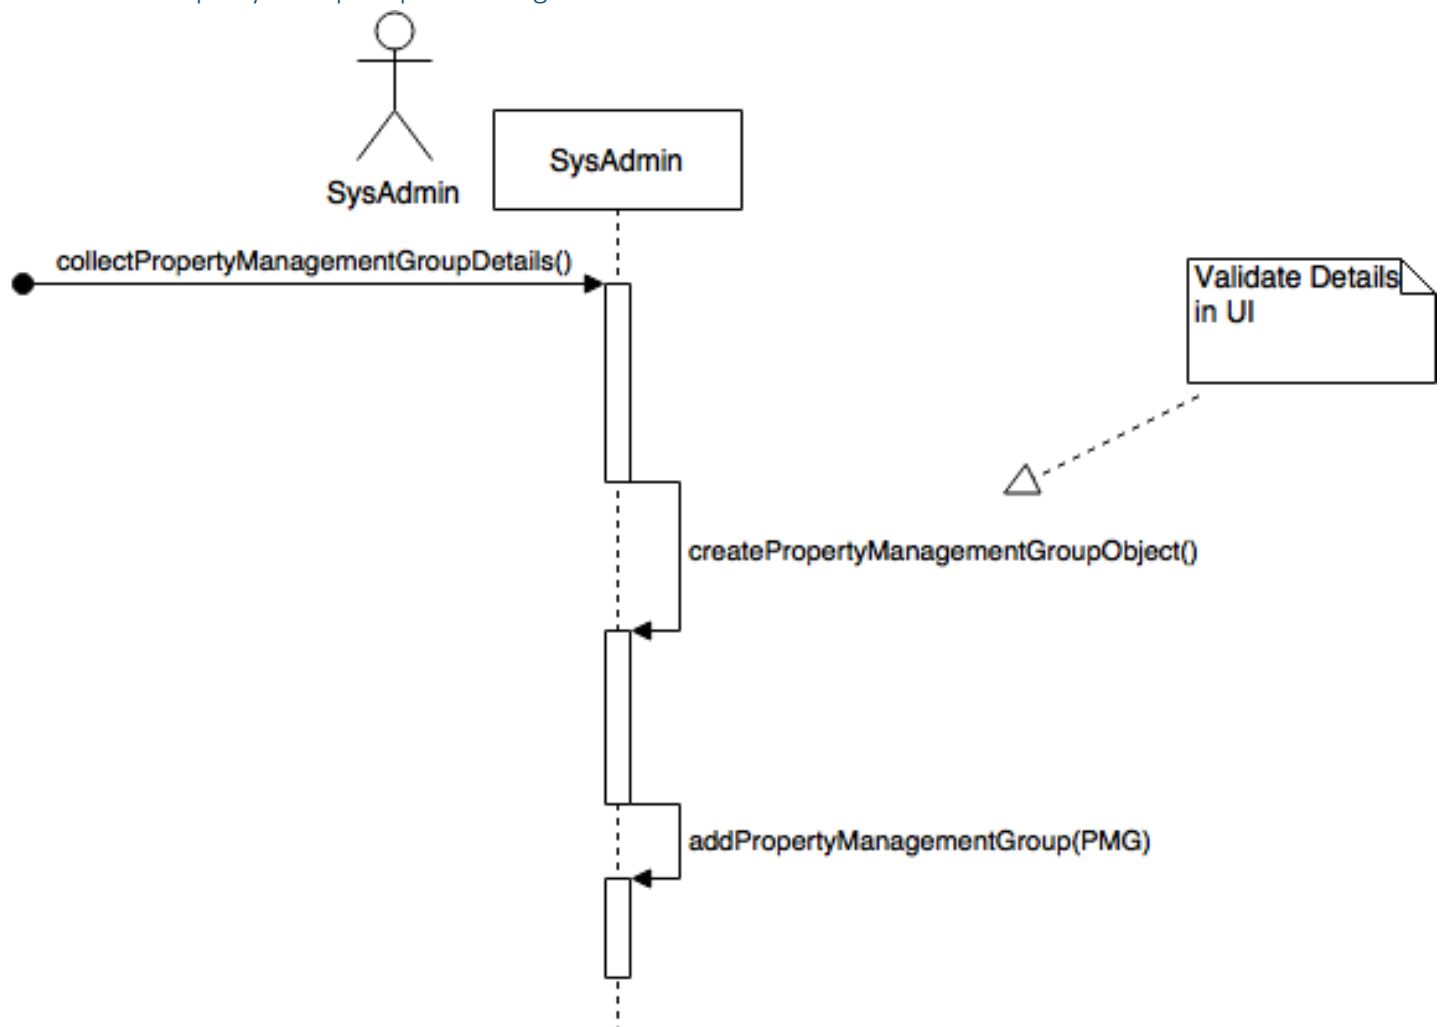 SysAdmin
SysAdmin
collectPropertyManagementGroupDetails()
Validate Details
in UI
createPropertyManagementGroupObject()
addPropertyManagementGroup(PMG)